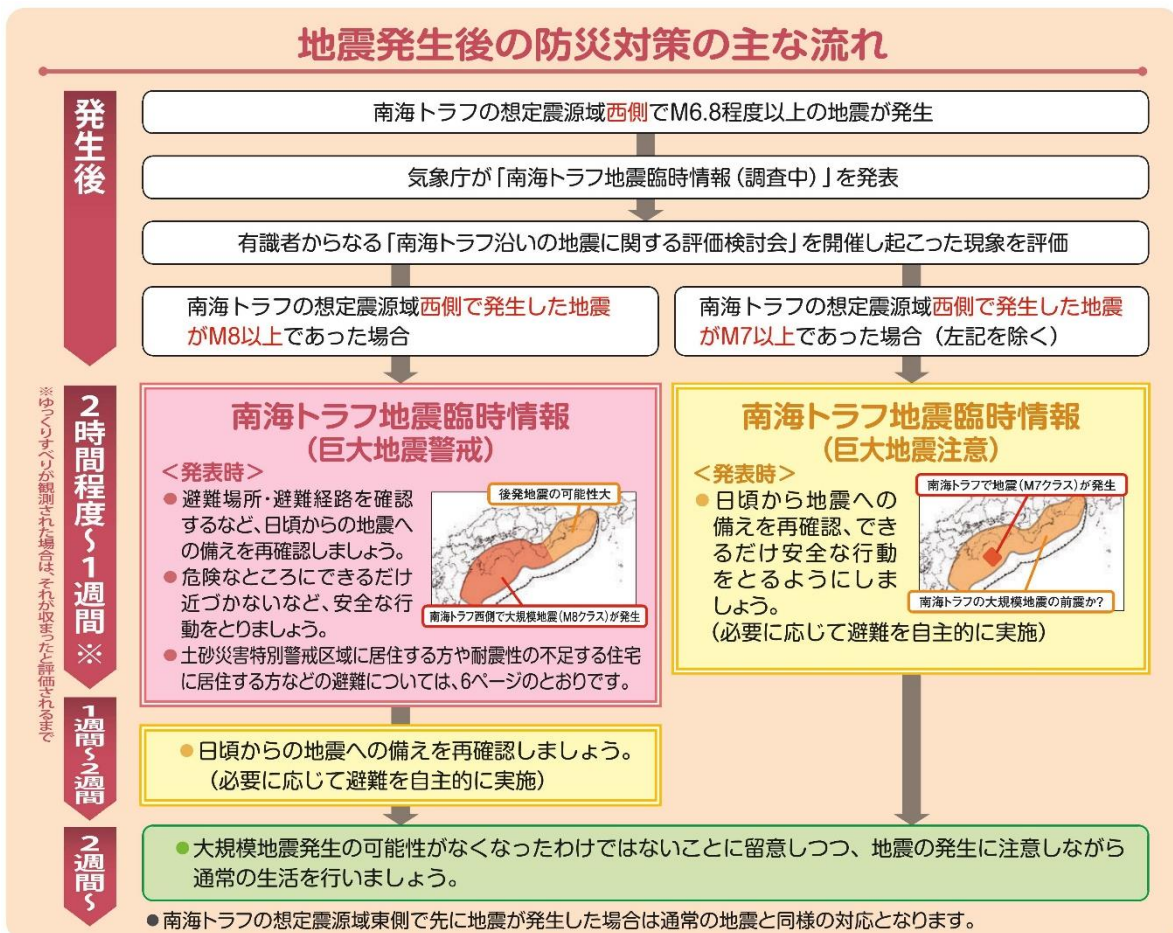 地震発生後の防災対策の主な流れ
発生後
南海トラフの想定震源域西側でM6.8程度以上の地震が発生
気象庁が「南海トラフ地震臨時情報(調査中)」を発表
有識者からなる「南海トラフ沿いの地震に関する評価検討会」を開催し起こった現象を評価
南海トラフの想定震源域西側で発生した地震
がM8以上であった場合
南海トラフの想定震源域西側で発生した地震
がM7以上であった場合(左記を除く)
2時間程度〜1週間※
※ゆっくりすべりが観測された場合は、それが収まったと評価されるまで
南海トラフ地震臨時情報
(巨大地震警戒)
<発表時>
●避難場所・避難経路を確認
するなど、日頃からの地震へ
の備えを再確認しましょう。
●危険なところにできるだけ
近づかないなど、安全な行
動をとりましょう。
●土砂災害特別警戒区域に居住する方や耐震性の不足する住宅
に居住する方などの避難については、6ページのとおりです。
後発地震の可能性大
南海トラフ西側で大規模地震(M8クラス)が発生
南海トラフ地震臨時情報
(巨大地震注意)
<発表時>
●日頃から地震への
備えを再確認、でき
るだけ安全な行動
をとるようにしま
しょう。
(必要に応じて避難を自主的に実施)
南海トラフで地震(M7クラス)が発生
南海トラフの大規模地震の前震か?
1週間〜2週間
●日頃からの地震への備えを再確認しましょう。
(必要に応じて避難を自主的に実施)
2週間〜
●大規模地震発生の可能性がなくなったわけではないことに留意しつつ、地震の発生に注意しながら
通常の生活を行いましょう。
●南海トラフの想定震源域東側で先に地震が発生した場合は通常の地震と同様の対応となります。